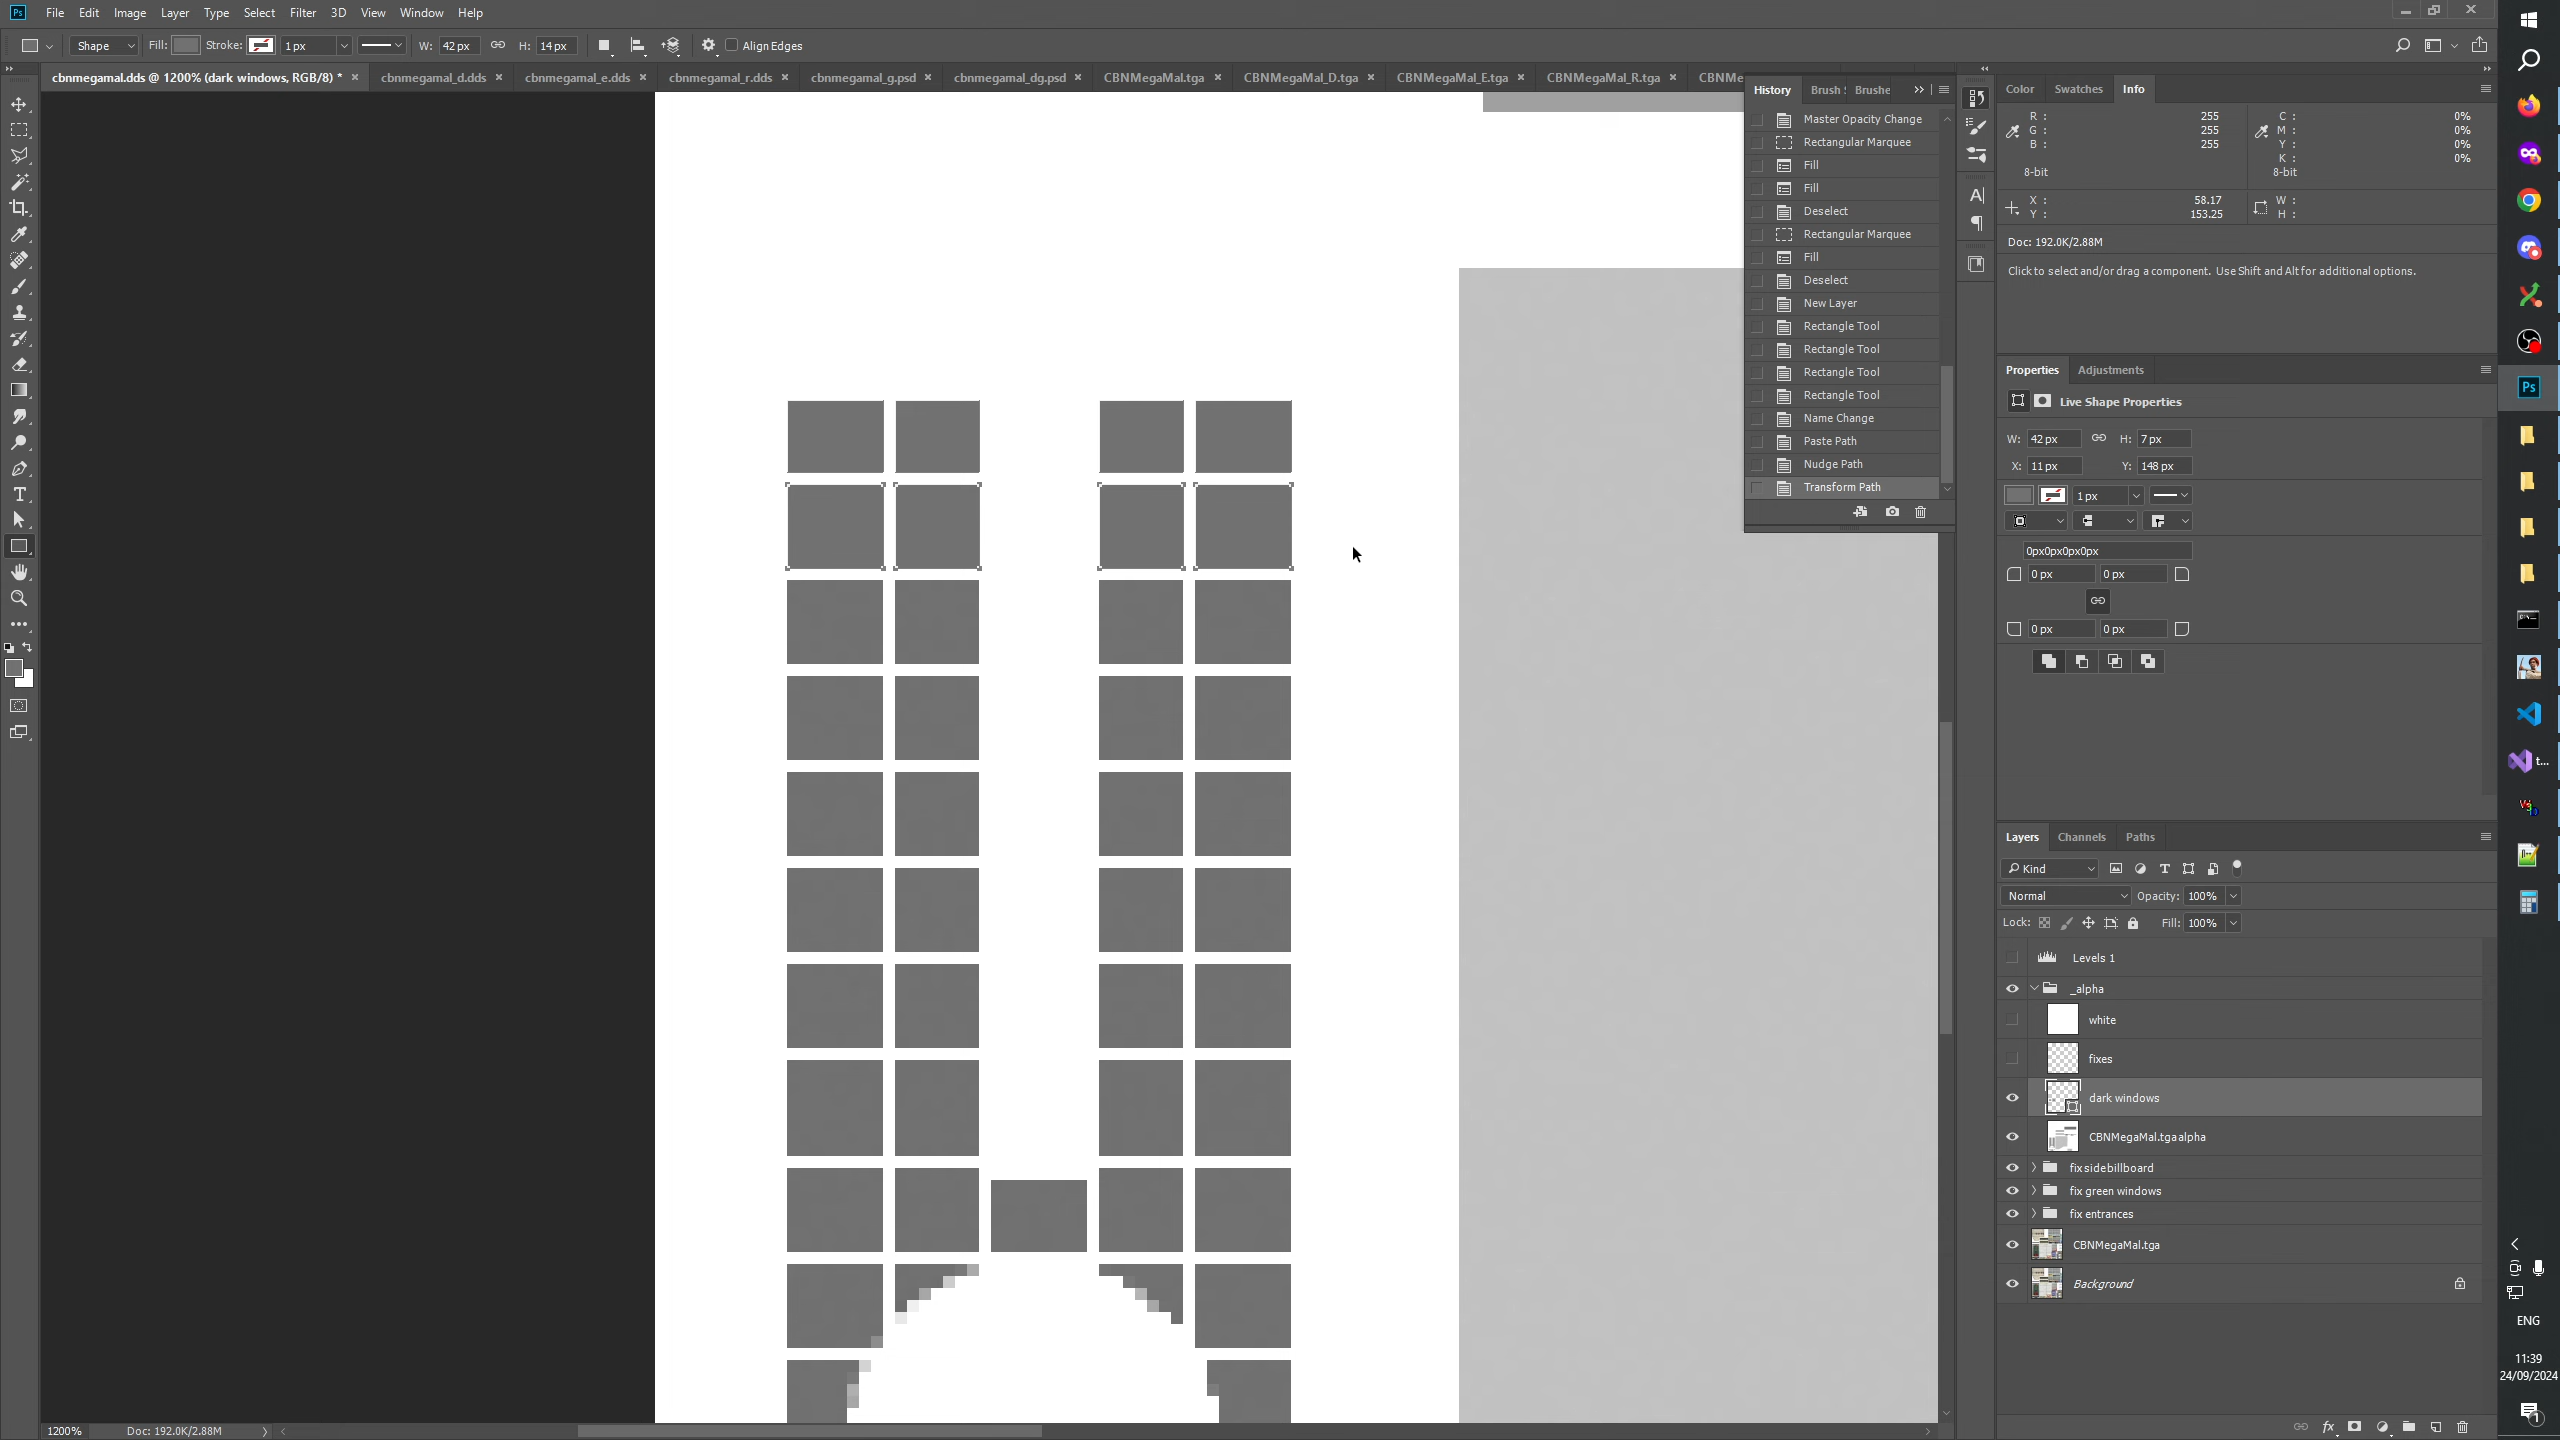 Ps File Edit Image Layer Type Select Filter 3D View Window Help
Shape Fill: Stroke: 1 px W: 42 px H: 14 px Align Edges
cbnmegamal.dds @ 1200% (dark windows, RGB/8) * cbnmegamal_d.dds cbnmegamal_e.dds cbnmegamal_r.dds cbnmegamal_g.psd cbnmegamal_dg.psd CBNMegaMal.tga CBNMegaMal_D.tga CBNMegaMal_E.tga CBNMegaMal_R.tga CBNMe
History Brush Brushe
Master Opacity Change
Rectangular Marquee
Fill
Fill
Deselect
Rectangular Marquee
Fill
Deselect
New Layer
Rectangle Tool
Rectangle Tool
Rectangle Tool
Rectangle Tool
Name Change
Paste Path
Nudge Path
Transform Path
Color Swatches Info
R : 255 C : 0%
G : 255 M : 0%
B : 255 Y : 0%
K : 0%
8-bit 8-bit
X : 58.17 W :
Y : 153.25 H :
Doc: 192.0K/2.88M
Click to select and/or drag a component. Use Shift and Alt for additional options.
Properties Adjustments
Live Shape Properties
W: 42 px H: 7 px
X: 11 px Y: 148 px
1 px
0px0px0px0px
0 px 0 px
0 px 0 px
Layers Channels Paths
Kind
Normal Opacity: 100%
Lock: Fill: 100%
Levels 1
_alpha
white
fixes
dark windows
CBNMegaMal.tga alpha
fix side billboard
fix green windows
fix entrances
CBNMegaMal.tga
Background
1200% Doc: 192.0K/2.88M
Ps
t...
ENG
11:39
24/09/2024
1